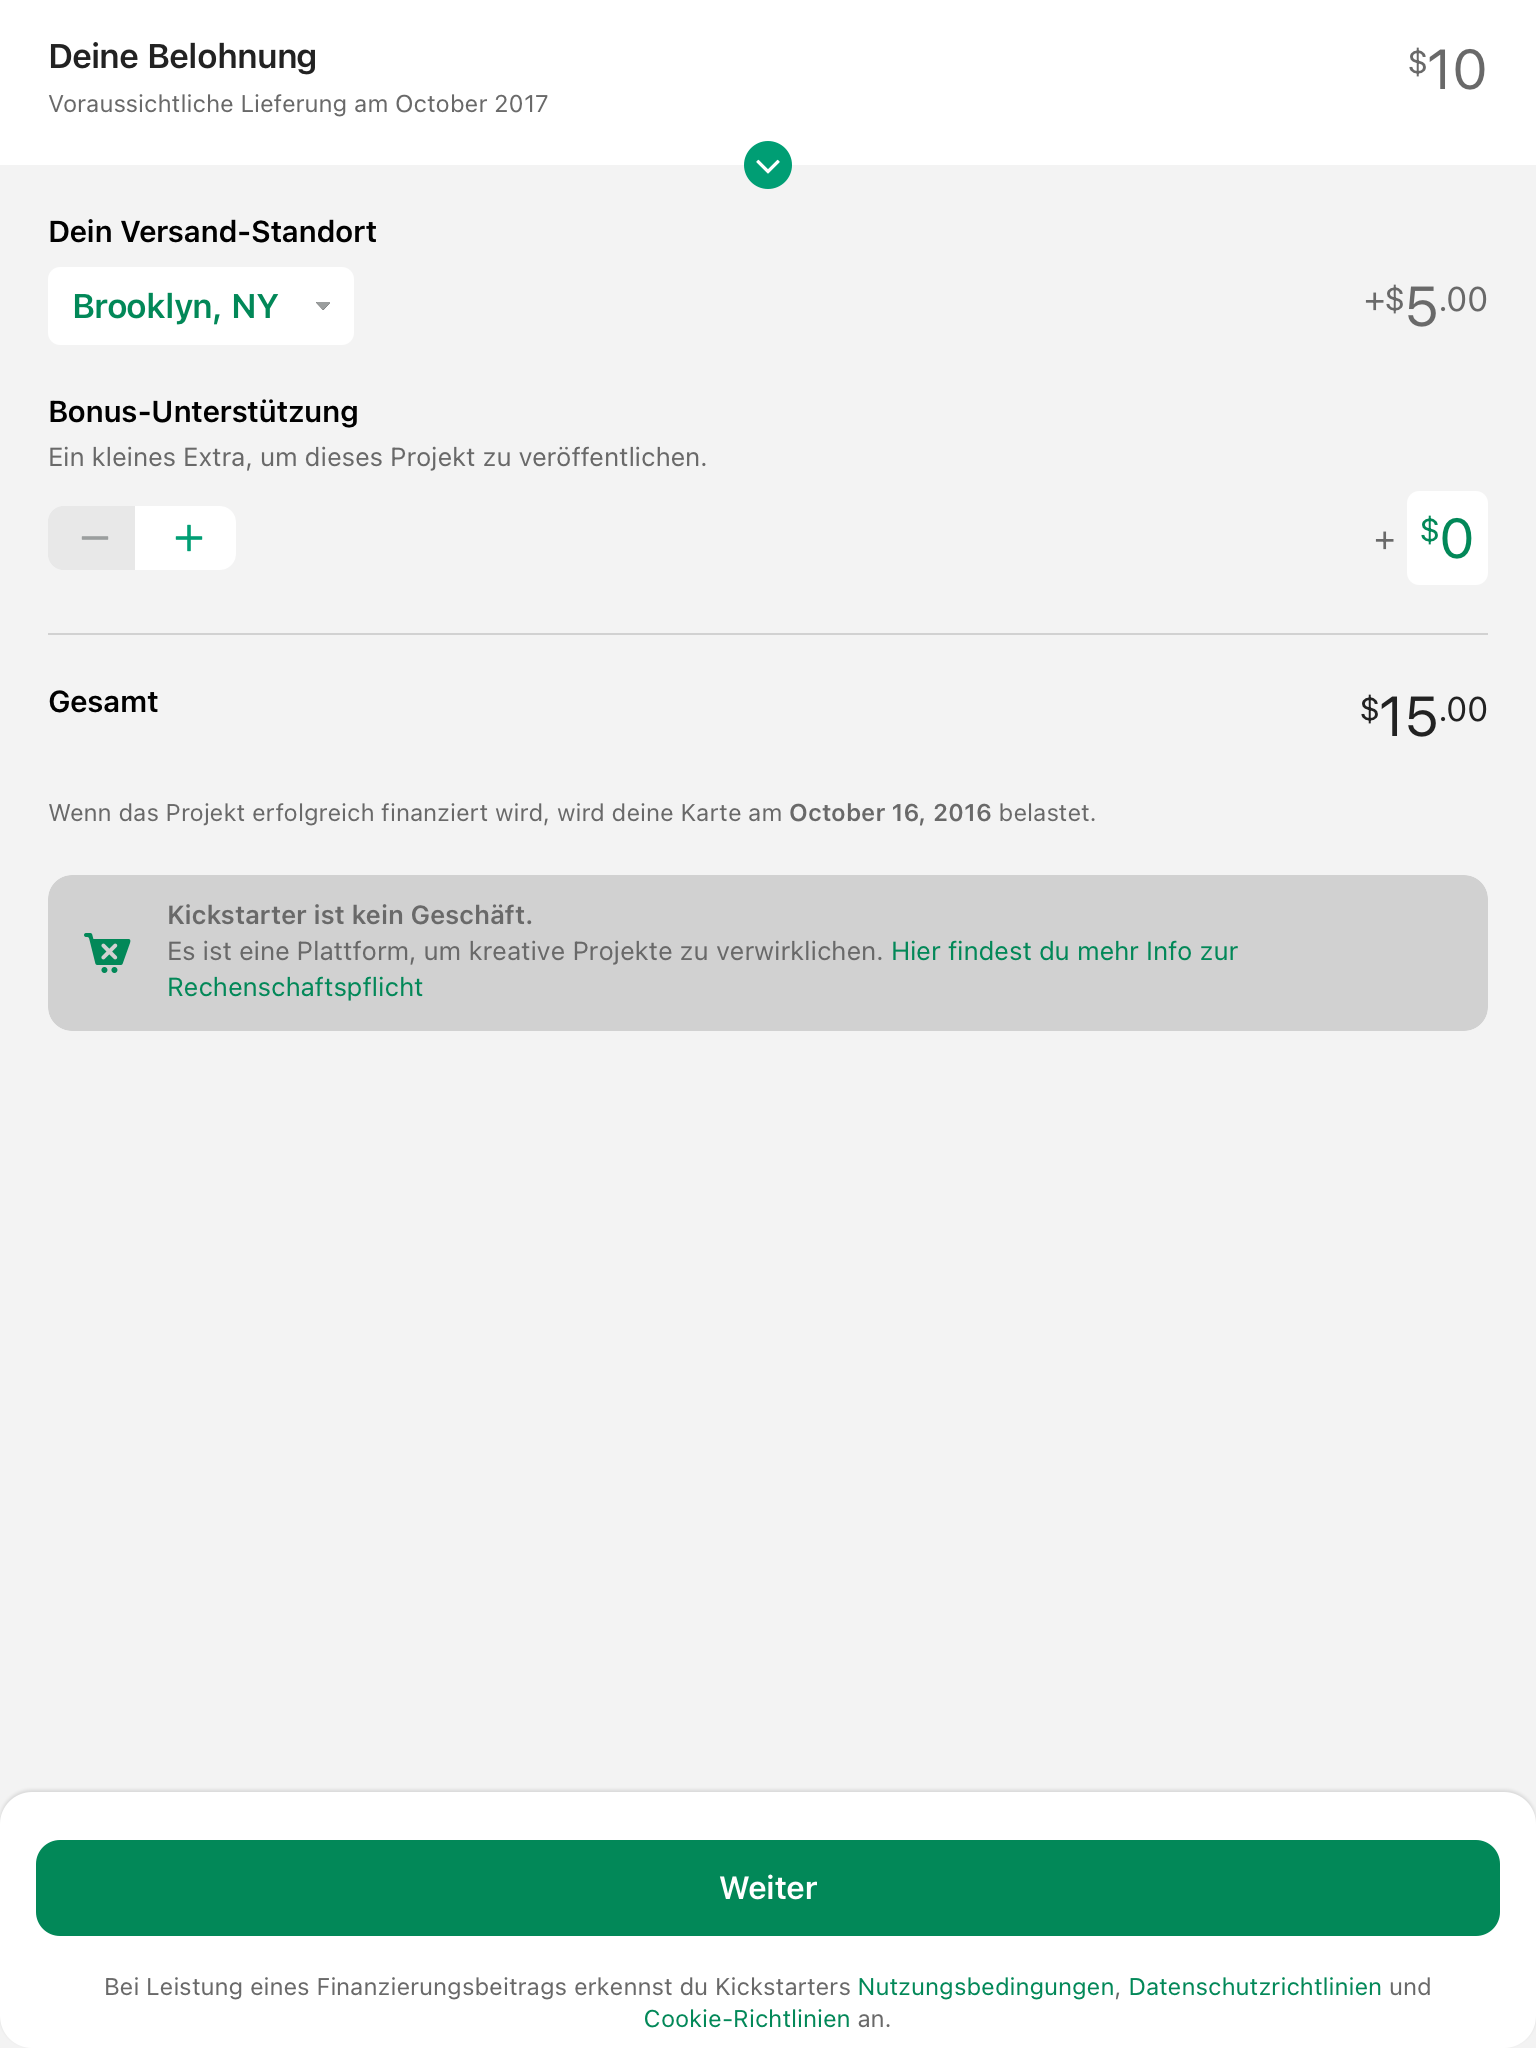 Deine Belohnung
$10
Voraussichtliche Lieferung am October 2017
Dein Versand-Standort
Brooklyn, NY
+$5.00
Bonus-Unterstützung
Ein kleines Extra, um dieses Projekt zu veröffentlichen.
+ $0
Gesamt
$15.00
Wenn das Projekt erfolgreich finanziert wird, wird deine Karte am October 16, 2016 belastet.
Kickstarter ist kein Geschäft.
Es ist eine Plattform, um kreative Projekte zu verwirklichen. Hier findest du mehr Info zur
Rechenschaftspflicht
Weiter
Bei Leistung eines Finanzierungsbeitrags erkennst du Kickstarters Nutzungsbedingungen, Datenschutzrichtlinien und
Cookie-Richtlinien an.